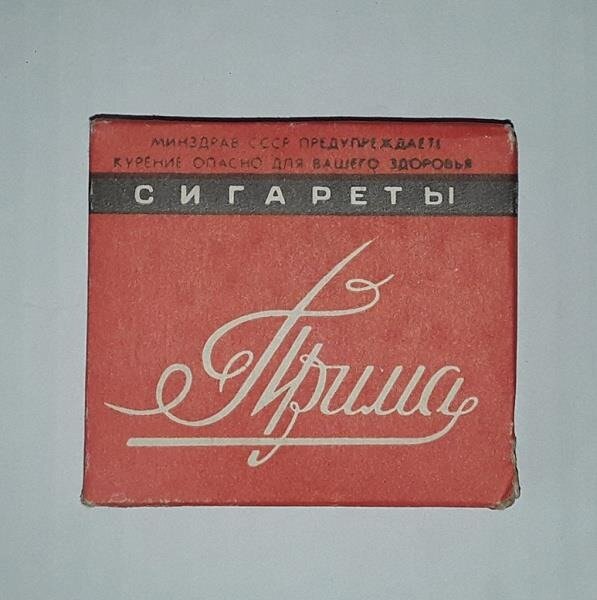 МИНЗДРАВ СССР ПРЕДУПРЕЖДАЕТ:
КУРЕНИЕ ОПАСНО ДЛЯ ВАШЕГО ЗДОРОВЬЯ
СИГАРЕТЫ
Прима